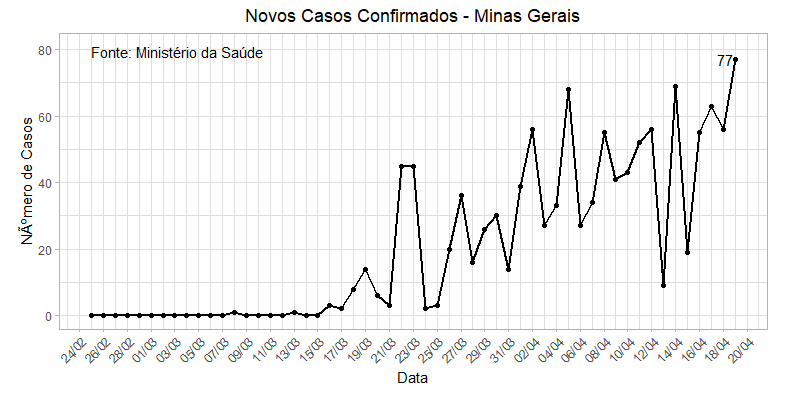 Novos Casos Confirmados - Minas Gerais
Fonte: Ministério da Saúde
77
NÃºmero de Casos
80
60
40
20
0
24/02 26/02 28/02 01/03 03/03 05/03 07/03 09/03 11/03 13/03 15/03 17/03 19/03 21/03 23/03 25/03 27/03 29/03 31/03 02/04 04/04 06/04 08/04 10/04 12/04 14/04 16/04 18/04 20/04
Data